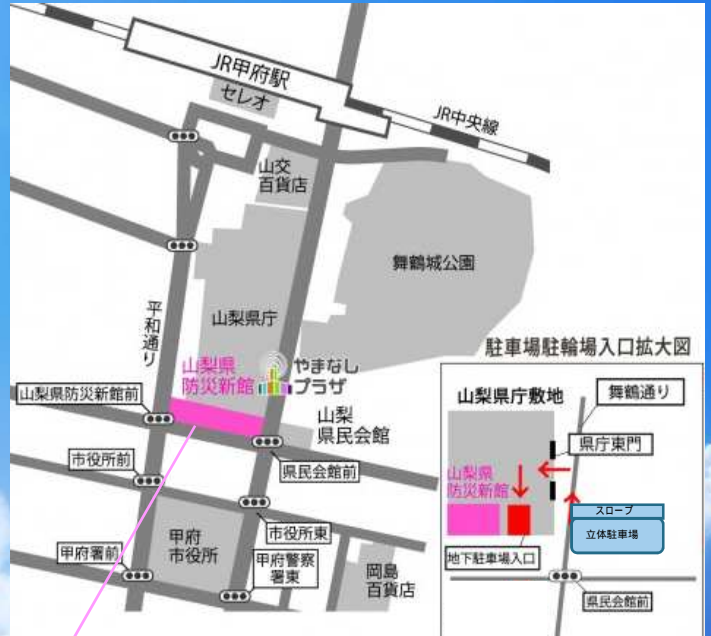 JR甲府駅
セレオ
JR中央線
山交
百貨店
舞鶴城公園
山梨県庁
平和通り
山梨県
防災新館
やまなし
プラザ
山梨県防災新館前
山梨
県民会館
県民会館前
市役所前
市役所東
甲府
市役所
甲府署前
甲府警察
署東
岡島
百貨店
駐車場駐輪場入口拡大図
山梨県庁敷地
舞鶴通り
県庁東門
山梨県
防災新館
スロープ
立体駐車場
地下駐車場入口
県民会館前